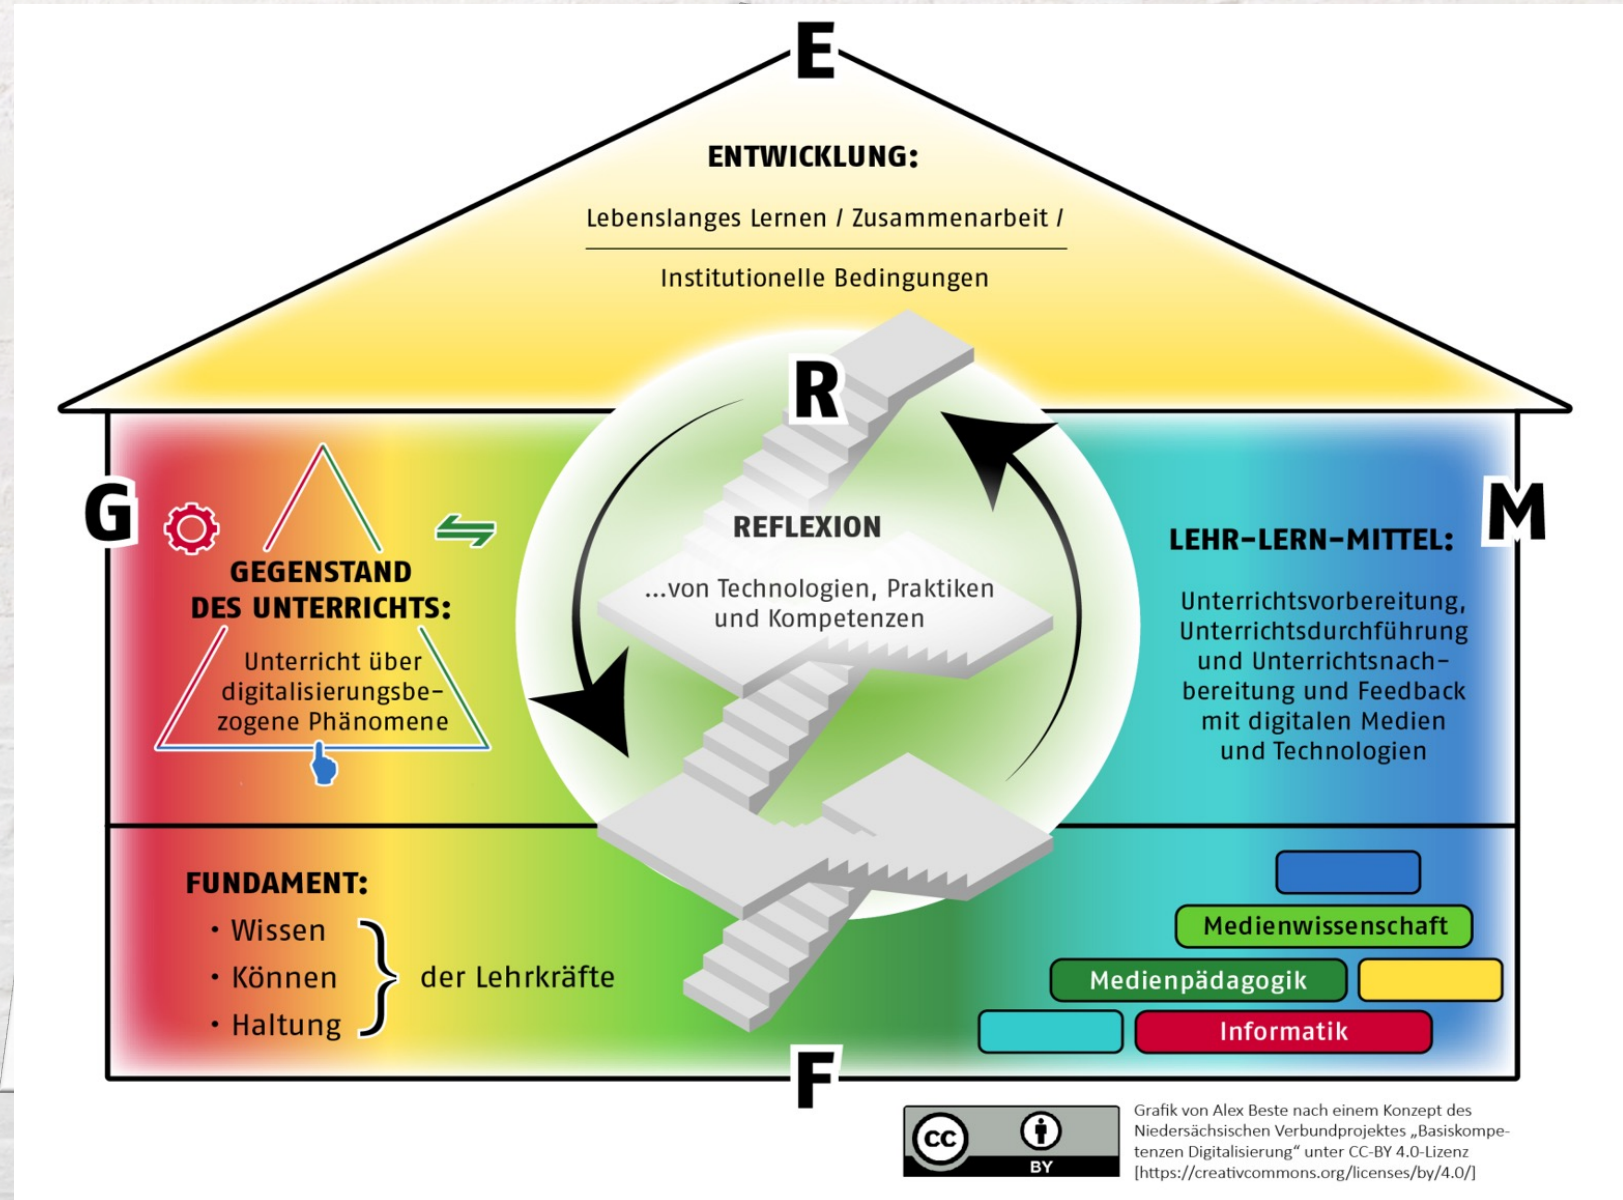 E
ENTWICKLUNG:
Lebenslanges Lernen / Zusammenarbeit /
Institutionelle Bedingungen
R
REFLEXION
...von Technologien, Praktiken
und Kompetenzen
G
GEGENSTAND
DES UNTERRICHTS:
Unterricht über
digitalisierungsbe-
zogene Phänomene
M
LEHR-LERN-MITTEL:
Unterrichtsvorbereitung,
Unterrichtsdurchführung
und Unterrichtsnach-
bereitung und Feedback
mit digitalen Medien
und Technologien
FUNDAMENT:
• Wissen
• Können
• Haltung
der Lehrkräfte
Medienwissenschaft
Medienpädagogik
Informatik
F
cc
BY
Grafik von Alex Beste nach einem Konzept des
Niedersächsischen Verbundprojektes „Basiskompe-
tenzen Digitalisierung“ unter CC-BY 4.0-Lizenz
[https://creativcommons.org/licenses/by/4.0/]